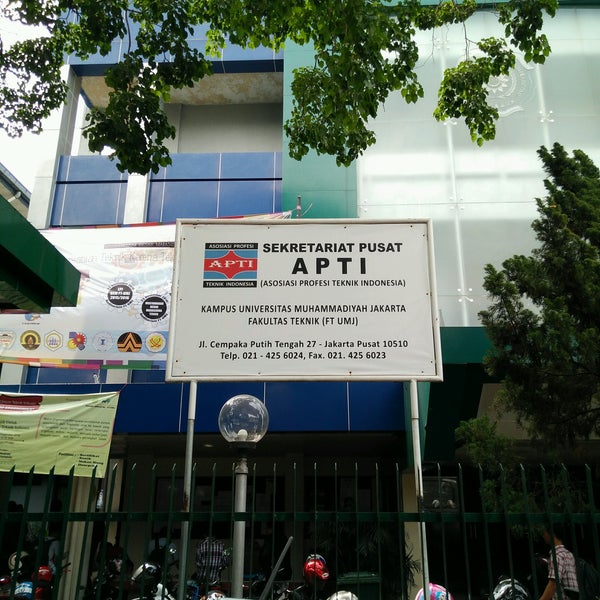 ASOSIASI PROFESI
APTI
TEKNIK INDONESIA
SEKRETARIAT PUSAT
APTI
(ASOSIASI PROFESI TEKNIK INDONESIA)
KAMPUS UNIVERSITAS MUHAMMADIYAH JAKARTA
FAKULTAS TEKNIK (FT UMJ)
Jl. Cempaka Putih Tengah 27 - Jakarta Pusat 10510
Telp. 021 - 425 6024, Fax. 021. 425 6023